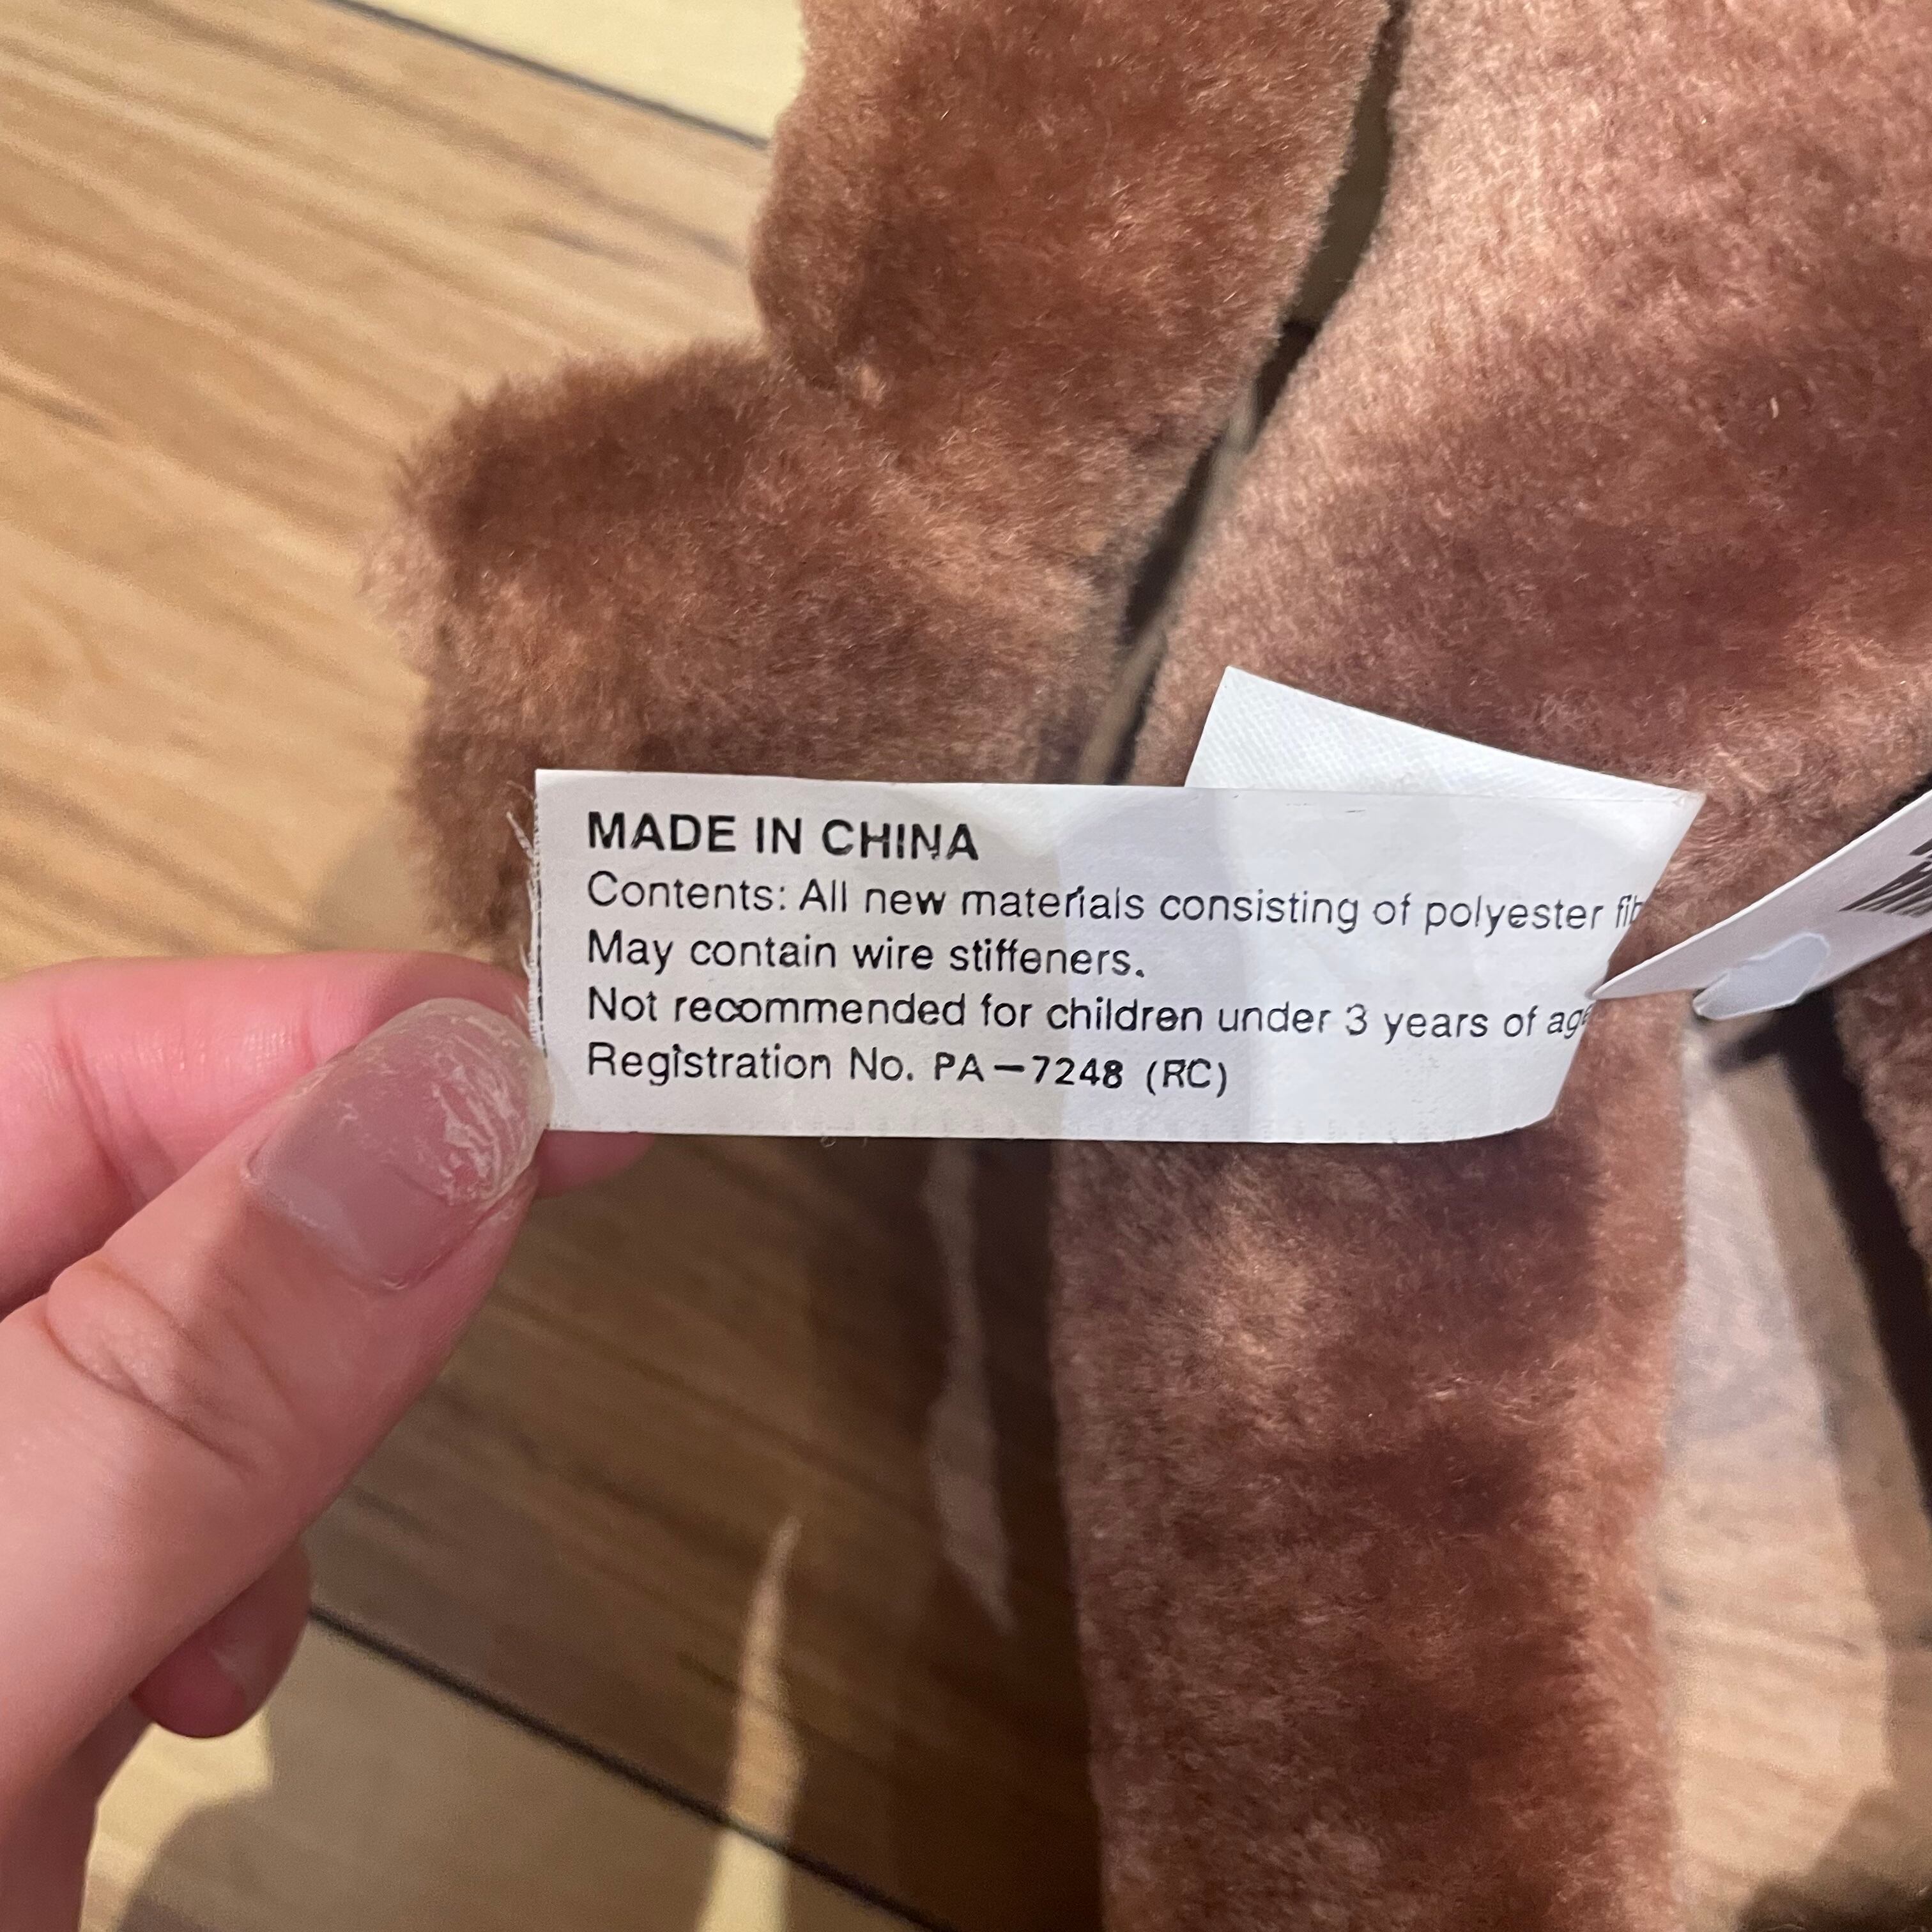 MADE IN CHINA
Contents: All new materials consisting of polyester
May contain wire stiffeners.
Not recommended for children under 3 years of age
Registration No. PA-7248 (RC)